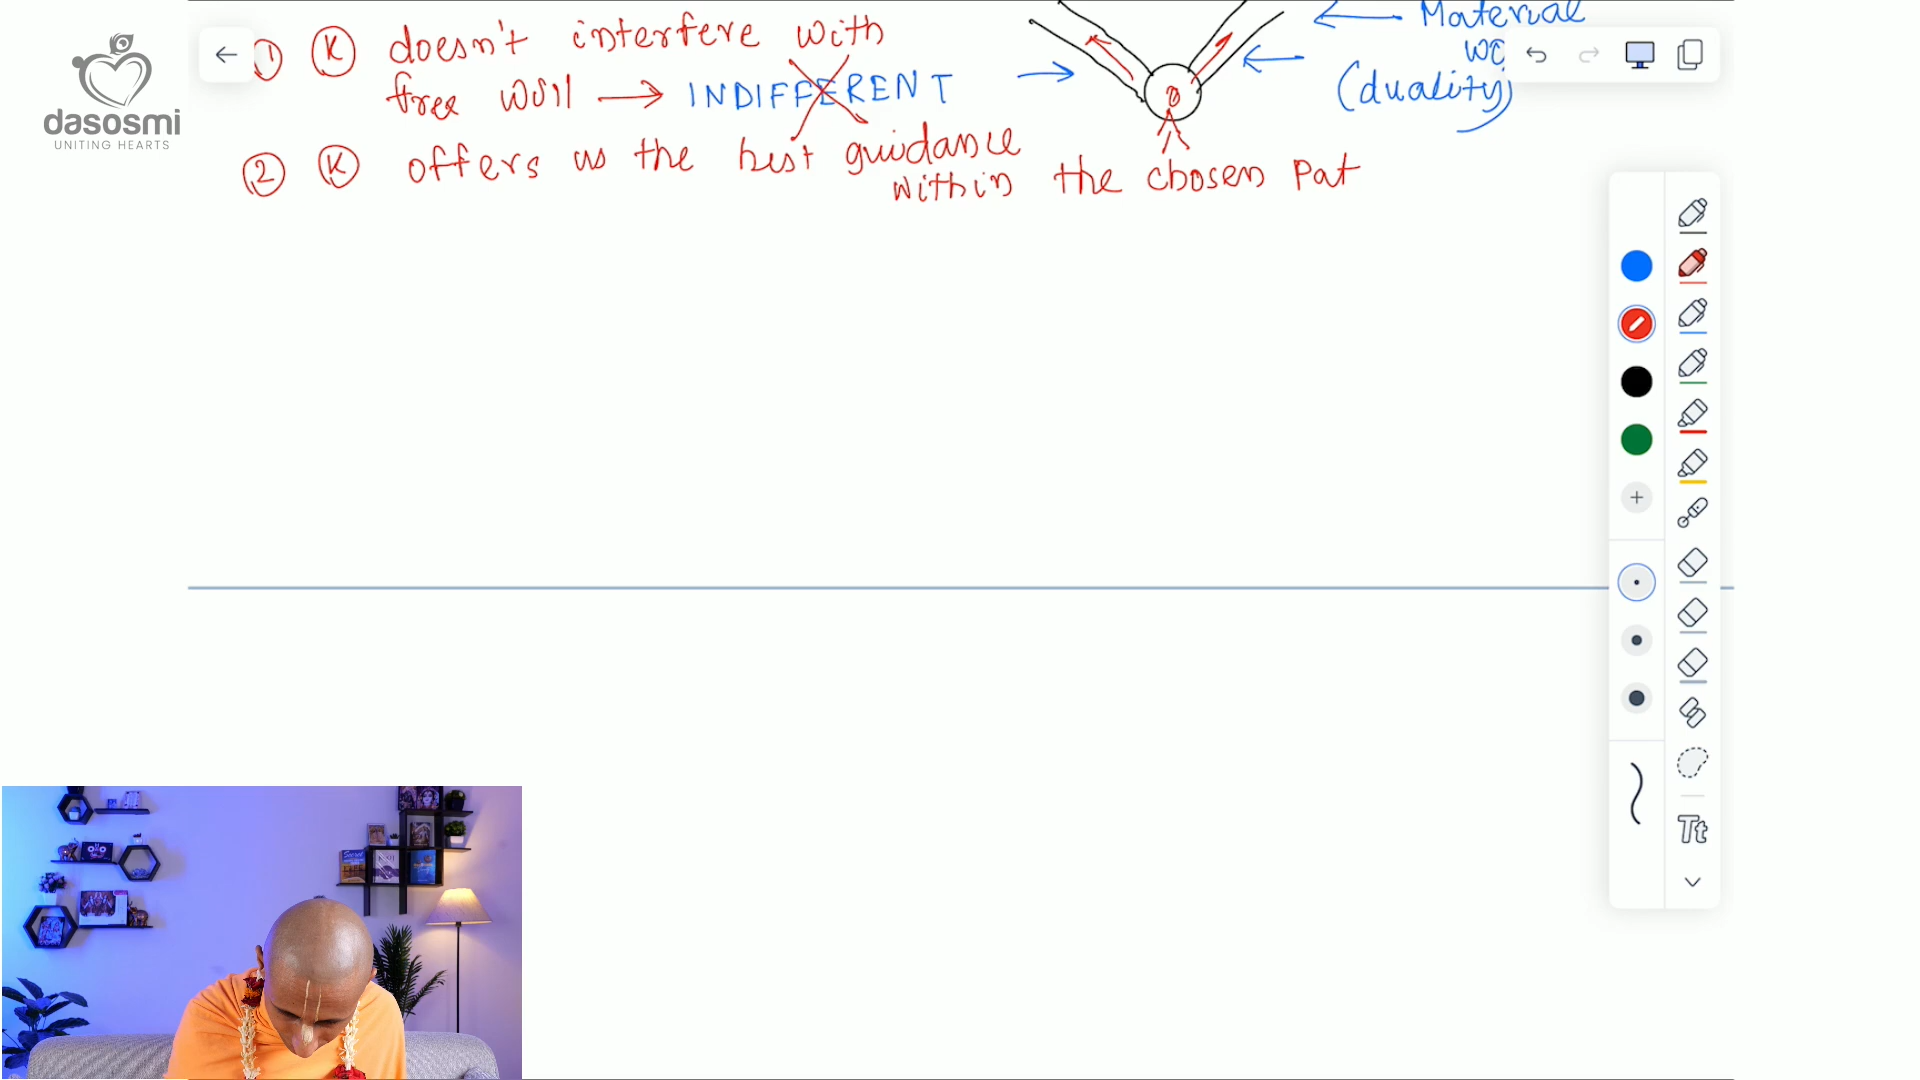 ① Ⓚ doesn't interfere with
free will → INDIFFERENT
② Ⓚ offers us the best guidance
within the chosen Pat
← Material
(duality)
dasosmi
UNITING HEARTS
Tt